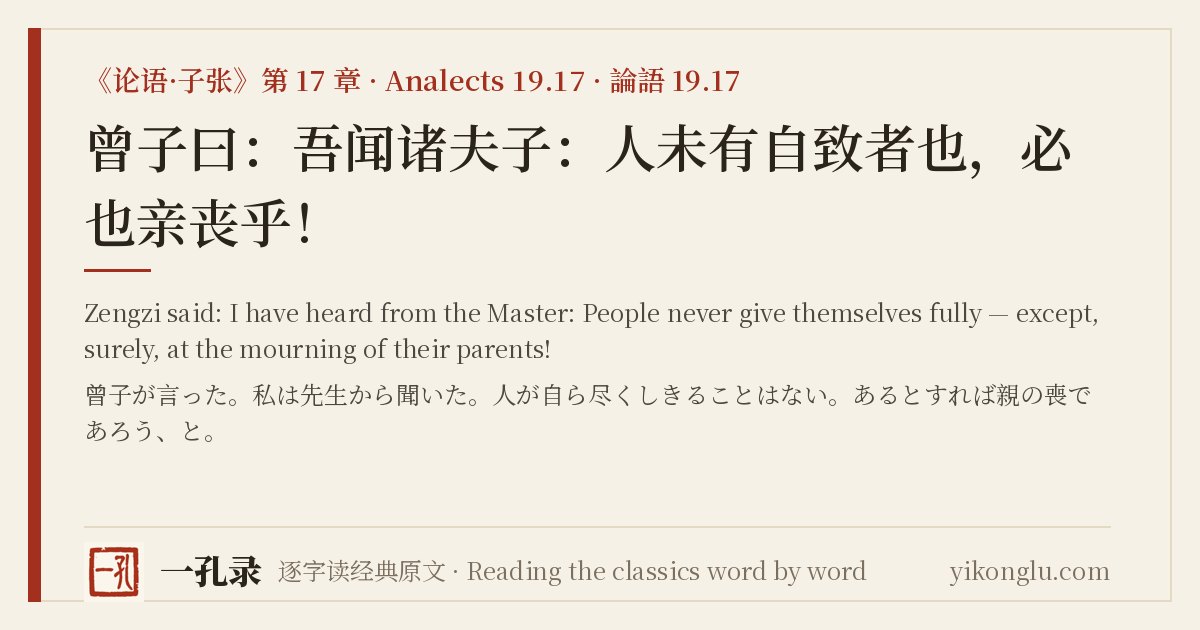 《论语·子张》第 17 章 · Analects 19.17 · 論語 19.17
曾子曰：吾闻诸夫子：人未有自致者也，必
也亲丧乎！
Zengzi said: I have heard from the Master: People never give themselves fully — except,
surely, at the mourning of their parents!
曾子が言った。私は先生から聞いた。人が自ら尽くしきることはない。あるとすれば親の喪で
あろう、と。
一孔
一孔录 逐字读经典原文 · Reading the classics word by word yikonglu.com